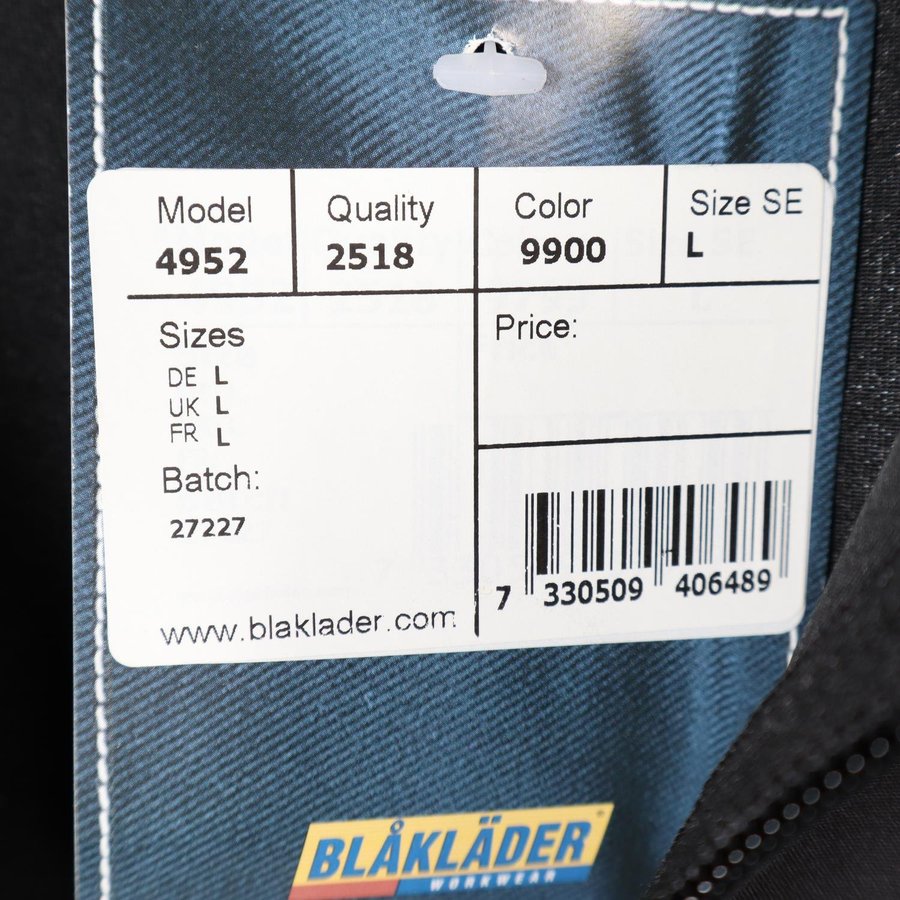 Model Quality Color Size SE
4952 2518 9900 L
Sizes
DE L
UK L
FR L
Price:
Batch:
27227
www.blaklader.com
7 330509 406489
BLÅKLÄDER
WORKWEAR